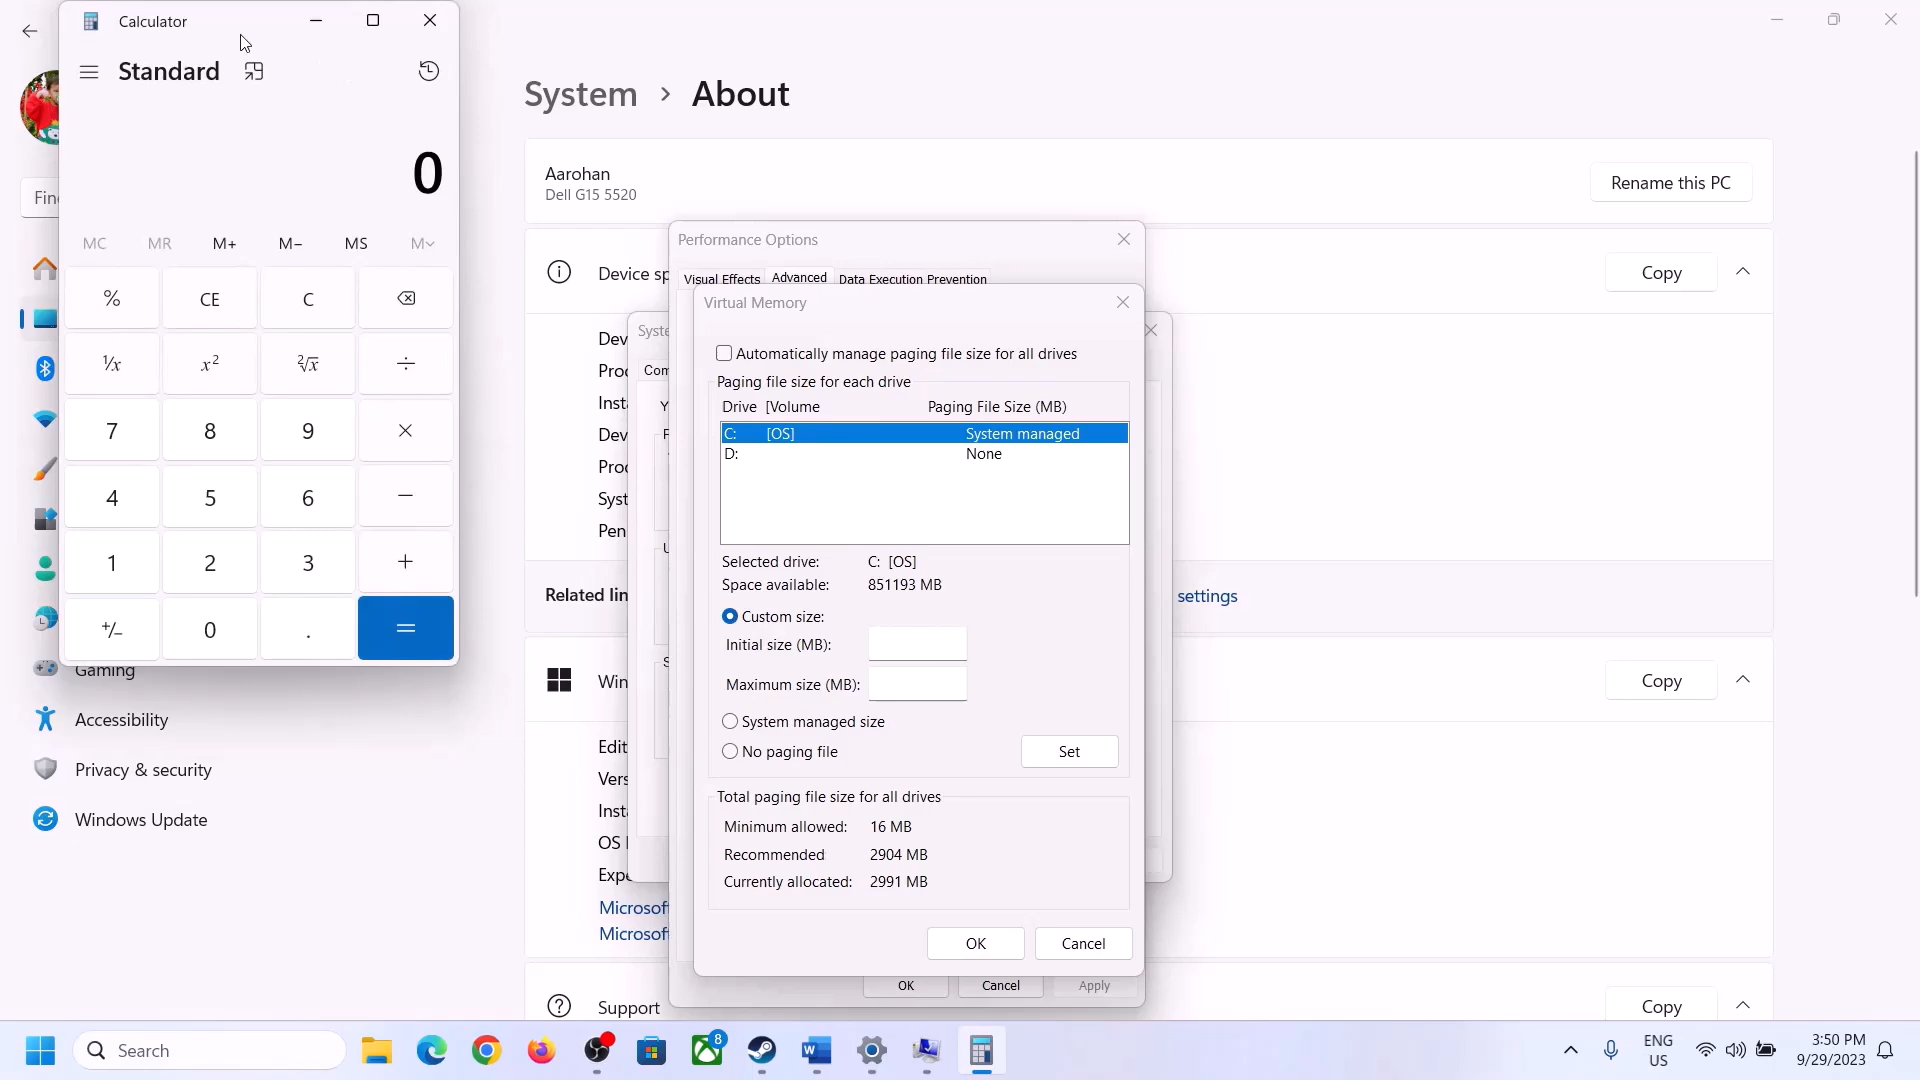 Calculator
Standard
0
MC MR M+ M− MS M
% CE C
¹/x x² ²√x ÷
7 8 9 ×
4 5 6 −
1 2 3 +
+/− 0 . =
Gaming
Accessibility
Privacy & security
Windows Update
System > About
Aarohan
Dell G15 5520
Rename this PC
Copy
Related lin
settings
Copy
Support
Copy
Performance Options
Visual Effects Advanced Data Execution Prevention
Virtual Memory
Automatically manage paging file size for all drives
Paging file size for each drive
Drive [Volume Paging File Size (MB)
C: [OS] System managed
D: None
Selected drive: C: [OS]
Space available: 851193 MB
Custom size:
Initial size (MB):
Maximum size (MB):
System managed size
No paging file
Set
Total paging file size for all drives
Minimum allowed: 16 MB
Recommended 2904 MB
Currently allocated: 2991 MB
OK Cancel
OK Cancel Apply
Search
8
ENG
US
3:50 PM
9/29/2023